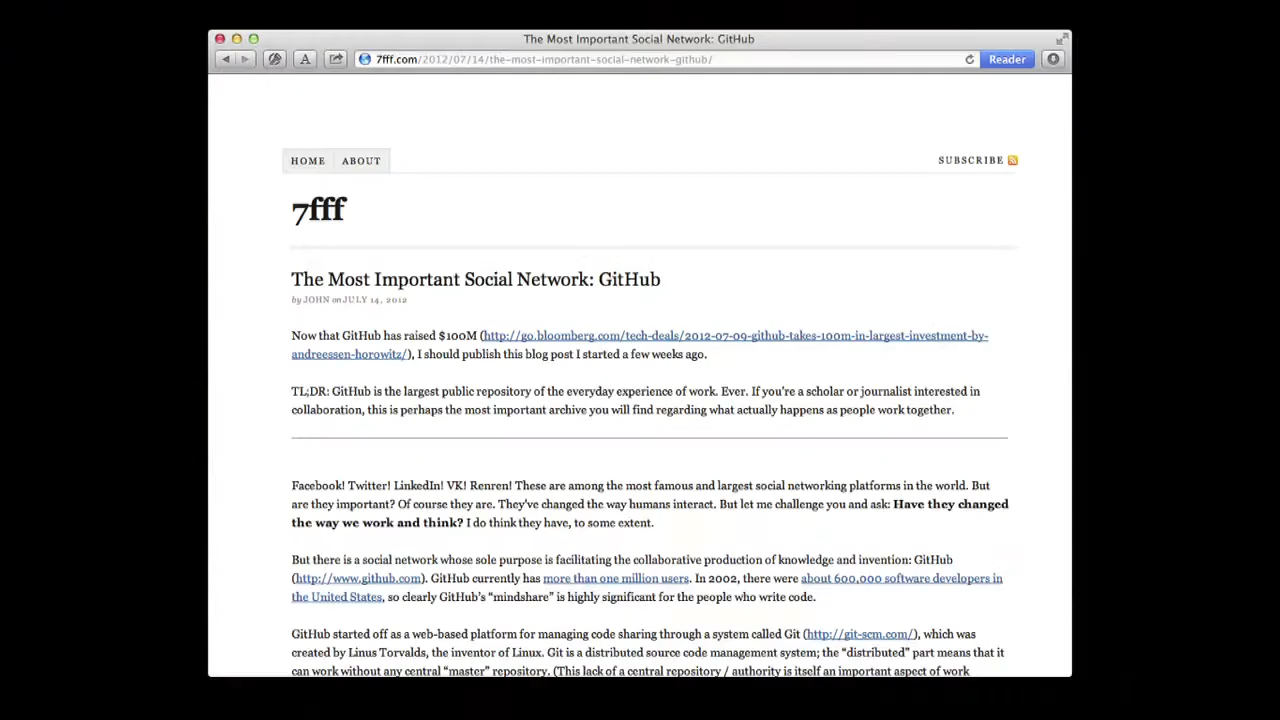 The Most Important Social Network: GitHub
A
7fff.com/2012/07/14/the-most-important-social-network-github/
Reader
HOME ABOUT
SUBSCRIBE
7fff
The Most Important Social Network: GitHub
by JOHN on JULY 14, 2012
Now that GitHub has raised $100M (http://go.bloomberg.com/tech-deals/2012-07-09-github-takes-100m-in-largest-investment-by-
andreessen-horowitz/), I should publish this blog post I started a few weeks ago.
TL;DR: GitHub is the largest public repository of the everyday experience of work. Ever. If you're a scholar or journalist interested in
collaboration, this is perhaps the most important archive you will find regarding what actually happens as people work together.
Facebook! Twitter! LinkedIn! VK! Renren! These are among the most famous and largest social networking platforms in the world. But
are they important? Of course they are. They've changed the way humans interact. But let me challenge you and ask: Have they changed
the way we work and think? I do think they have, to some extent.
But there is a social network whose sole purpose is facilitating the collaborative production of knowledge and invention: GitHub
(http://www.github.com). GitHub currently has more than one million users. In 2002, there were about 600,000 software developers in
the United States, so clearly GitHub's “mindshare” is highly significant for the people who write code.
GitHub started off as a web-based platform for managing code sharing through a system called Git (http://git-scm.com/), which was
created by Linus Torvalds, the inventor of Linux. Git is a distributed source code management system; the “distributed” part means that it
can work without any central “master” repository. (This lack of a central repository / authority is itself an important aspect of work